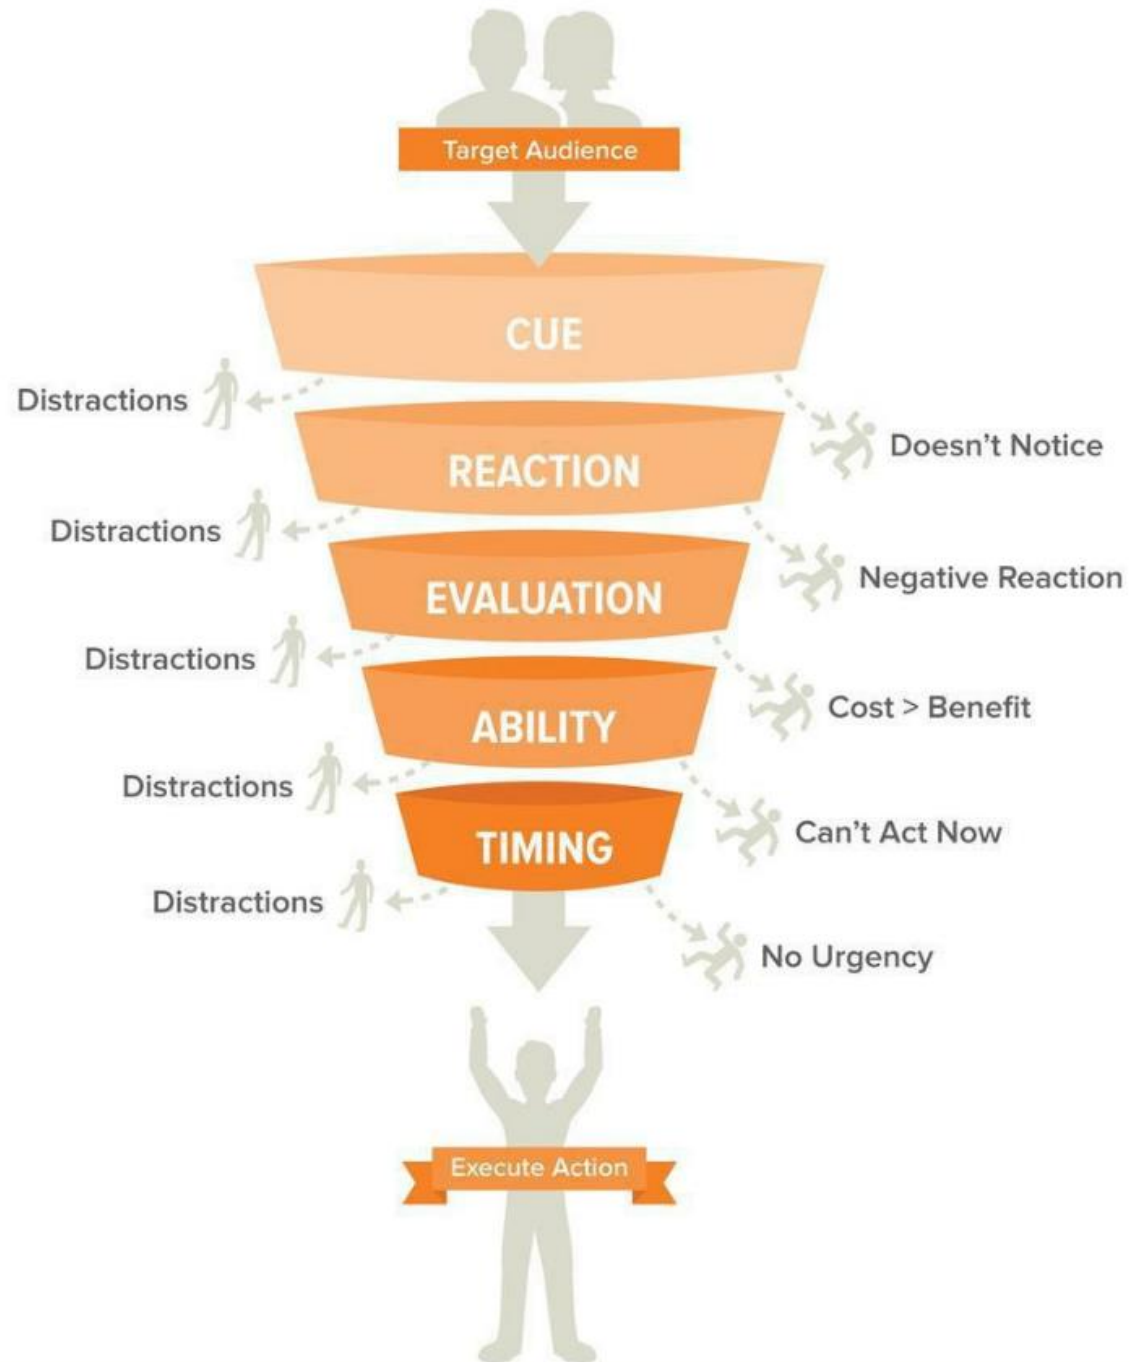 Target Audience
CUE
Distractions
Doesn't Notice
REACTION
Distractions
Negative Reaction
EVALUATION
Distractions
Cost > Benefit
ABILITY
Distractions
Can't Act Now
TIMING
Distractions
No Urgency
Execute Action